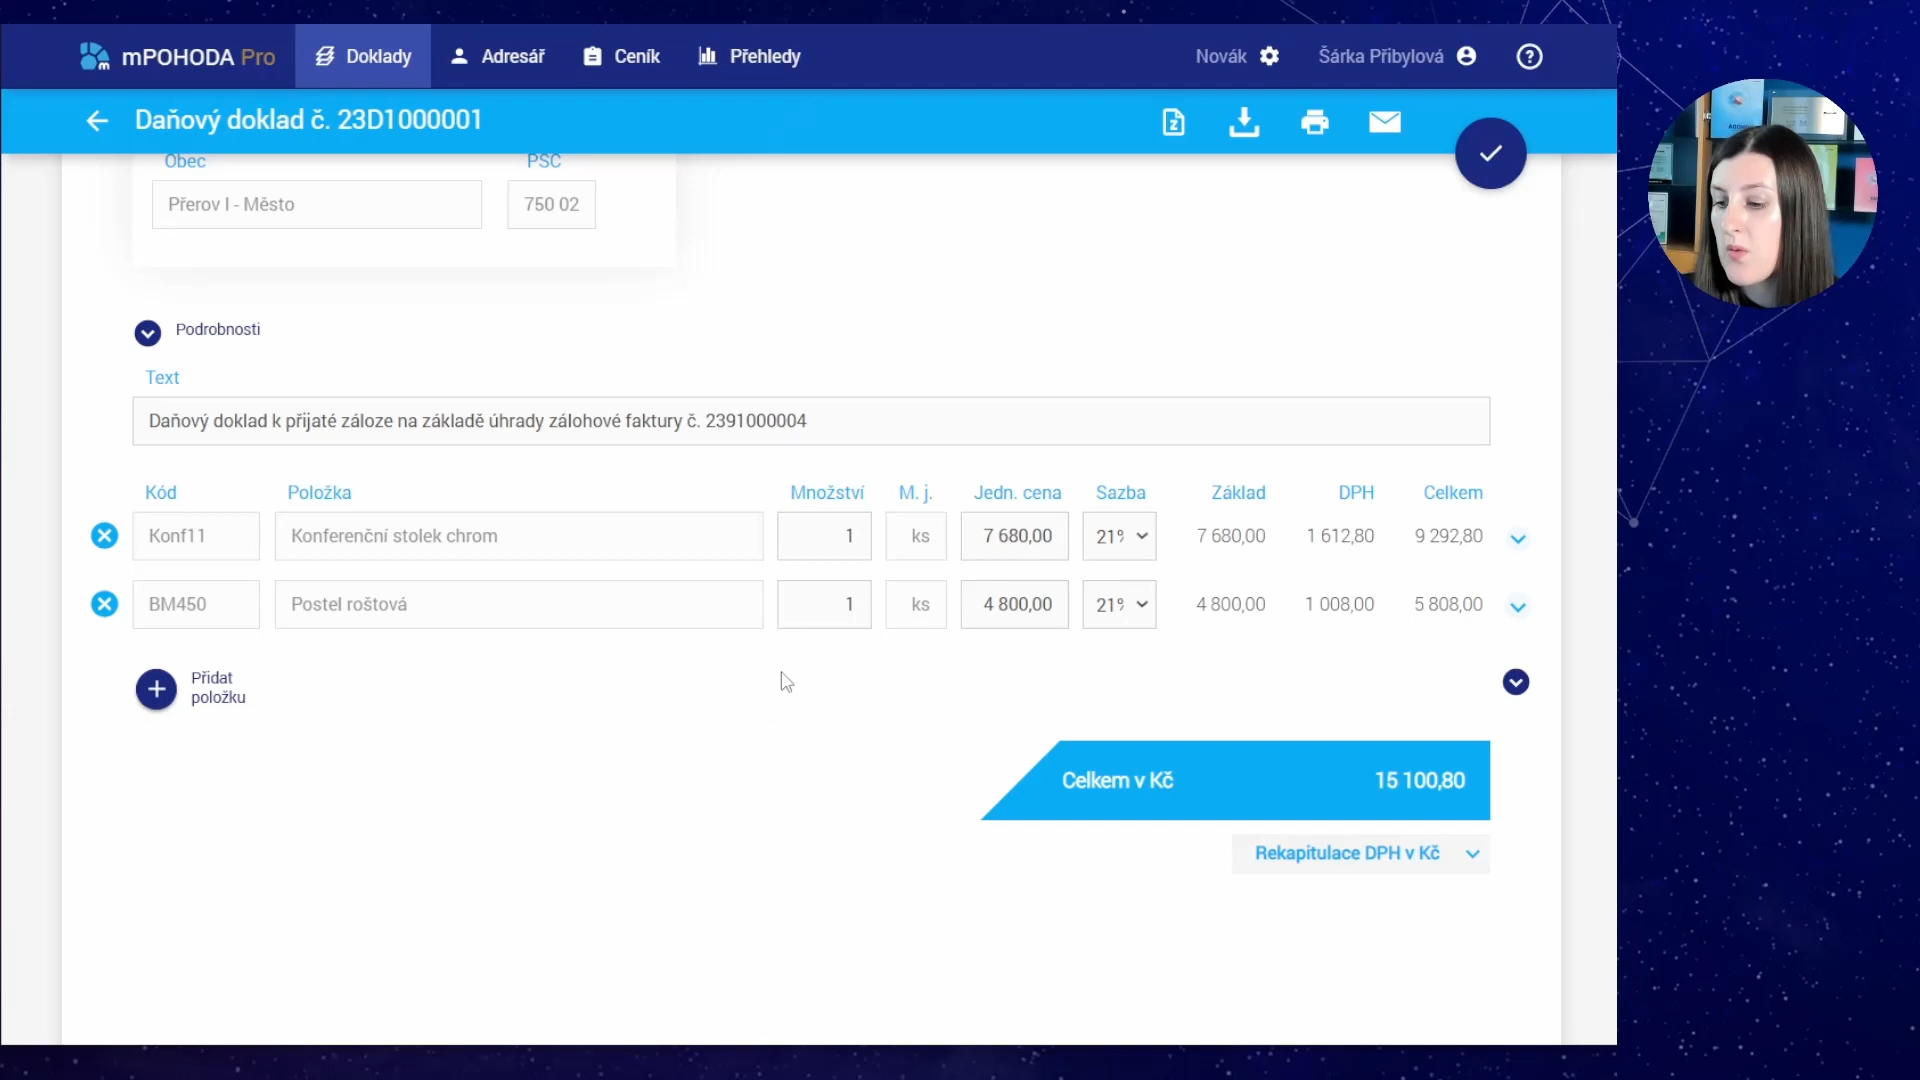 mPOHODA Pro
Doklady
Adresář
Ceník
Přehledy
Novák
Šárka Přibylová
Daňový doklad č. 23D1000001
Obec
PSČ
Přerov I - Město
750 02
Podrobnosti
Text
Daňový doklad k přijaté záloze na základě úhrady zálohové faktury č. 2391000004
Kód Položka Množství M. j. Jedn. cena Sazba Základ DPH Celkem
Konf11 Konferenční stolek chrom 1 ks 7 680,00 21% 7 680,00 1 612,80 9 292,80
BM450 Postel roštová 1 ks 4 800,00 21% 4 800,00 1 008,00 5 808,00
Přidat
položku
Celkem v Kč 15 100,80
Rekapitulace DPH v Kč